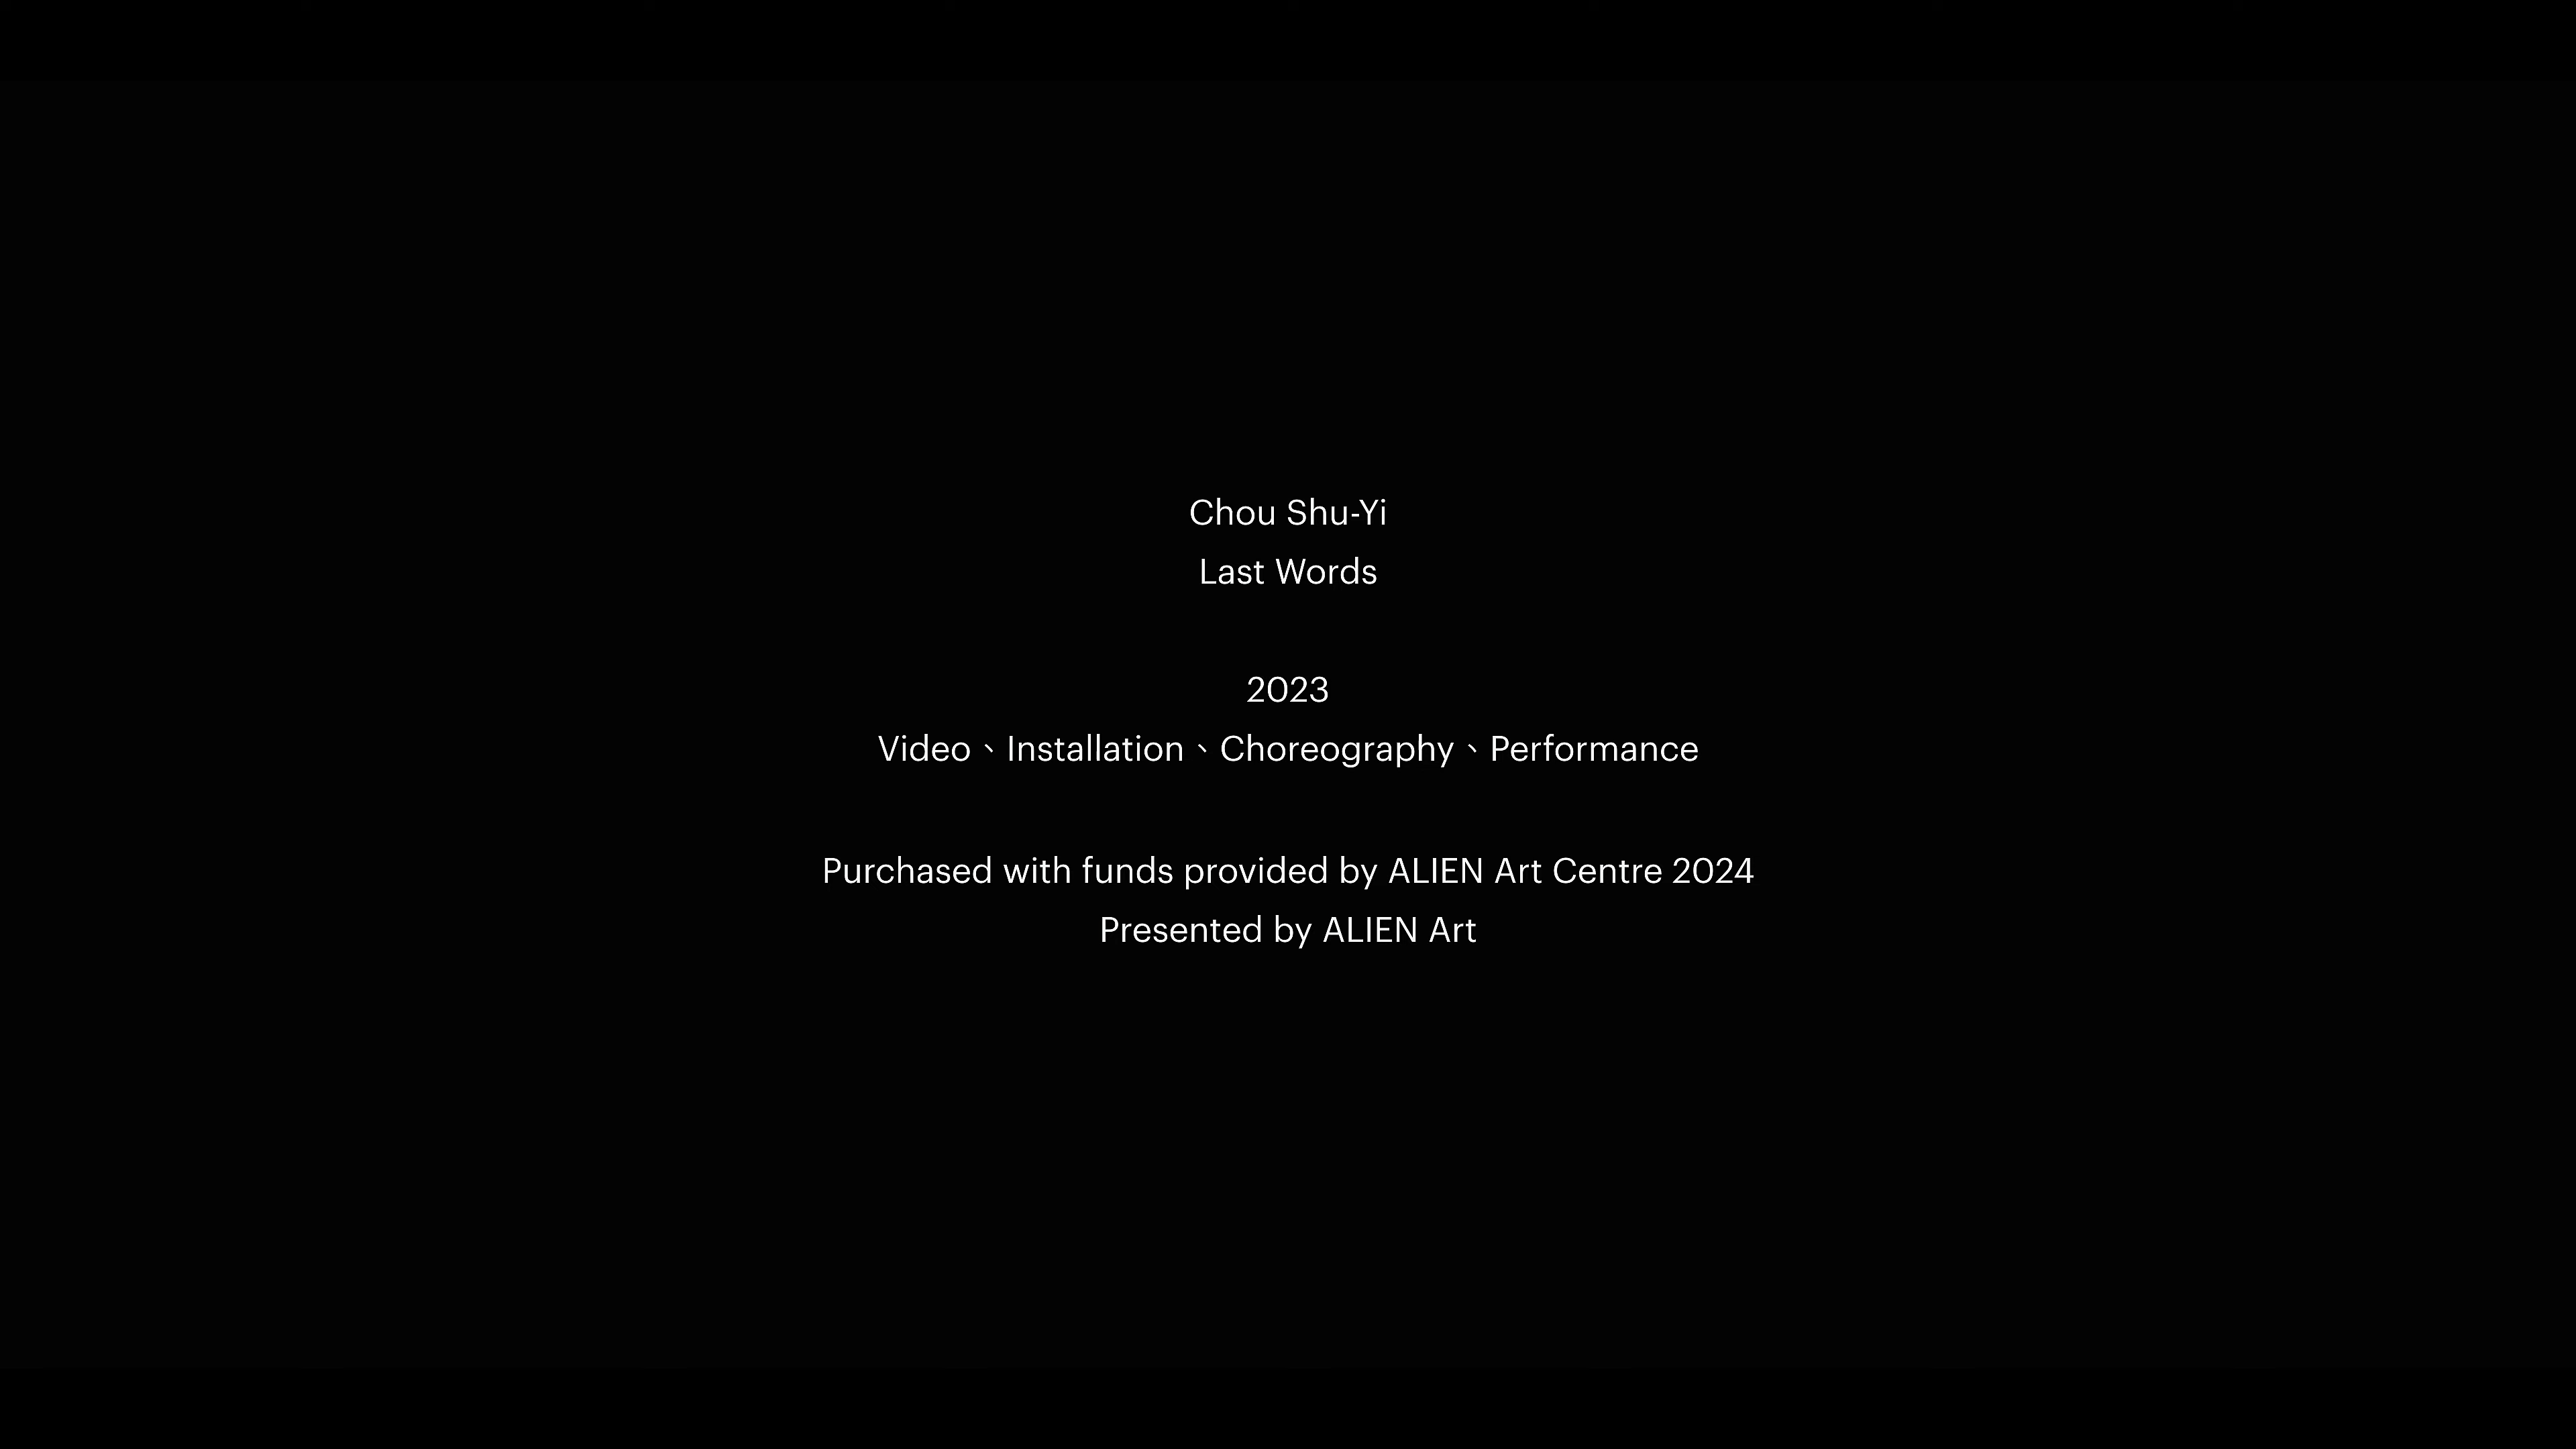 Chou Shu-Yi
Last Words
2023
Video、Installation、Choreography、Performance
Purchased with funds provided by ALIEN Art Centre 2024
Presented by ALIEN Art